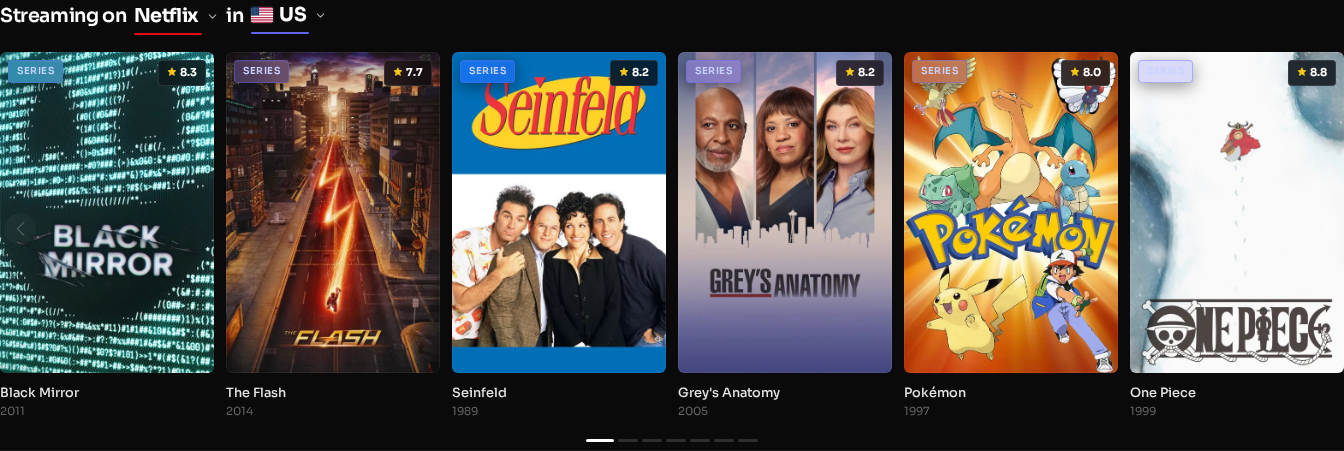 Streaming on Netflix in US
SERIES
8.3
BLACK
MIRROR
Black Mirror
2011
SERIES
7.7
THE FLASH
The Flash
2014
SERIES
8.2
Seinfeld
Seinfeld
1989
SERIES
8.2
GREY'S ANATOMY
Grey's Anatomy
2005
SERIES
8.0
POKéMON
Pokémon
1997
SERIES
8.8
ONE PIECE
One Piece
1999